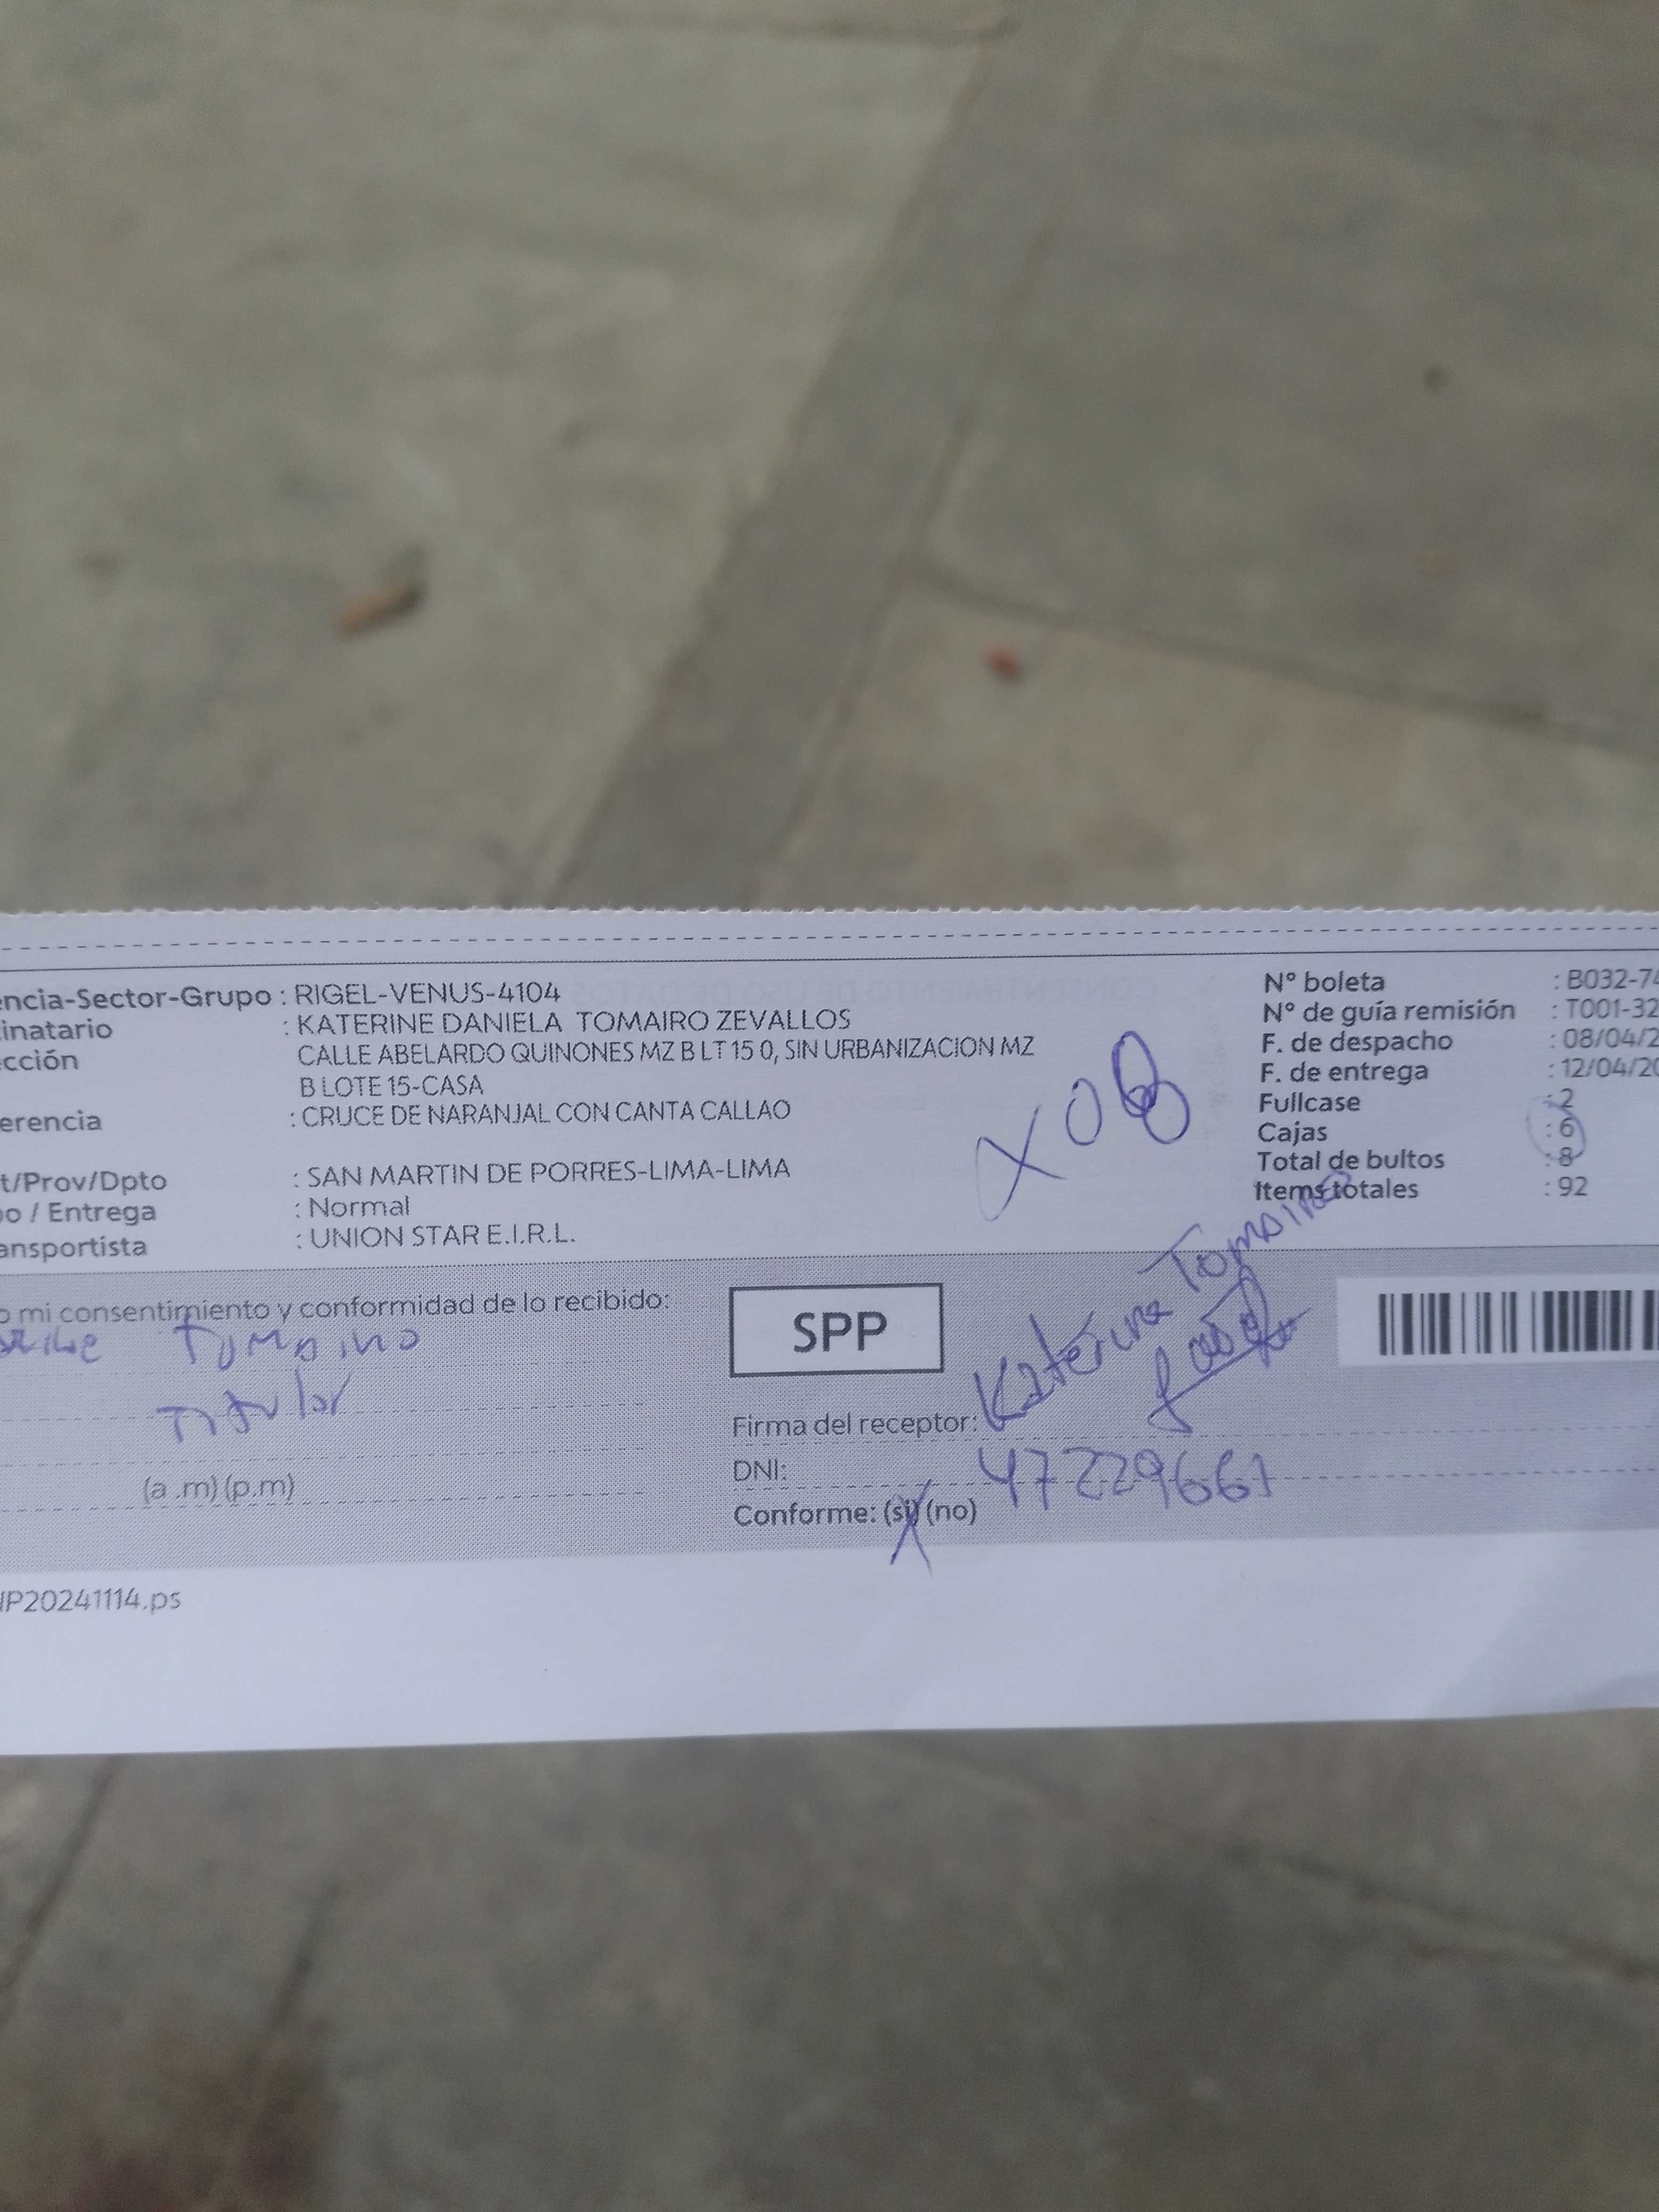 encia-Sector-Grupo : RIGEL-VENUS-4104
inatario : KATERINE DANIELA TOMAIRO ZEVALLOS
cción CALLE ABELARDO QUINONES MZ B LT 15 0, SIN URBANIZACION MZ
B LOTE 15-CASA
erencia : CRUCE DE NARANJAL CON CANTA CALLAO
t/Prov/Dpto : SAN MARTIN DE PORRES-LIMA-LIMA
o / Entrega : Normal
ansportista : UNION STAR E.I.R.L.
N° boleta : B032-74
N° de guía remisión : T001-32
F. de despacho : 08/04/2
F. de entrega : 12/04/20
Fullcase : 2
Cajas : 6
Total de bultos : 8
Items totales : 92
X08
o mi consentimiento y conformidad de lo recibido:
Tomairo
Titular
(a .m) (p.m)
SPP
Katerine Tomairo
Firma del receptor:
DNI: 47229661
Conforme: (si) (no)
X
IP20241114.ps